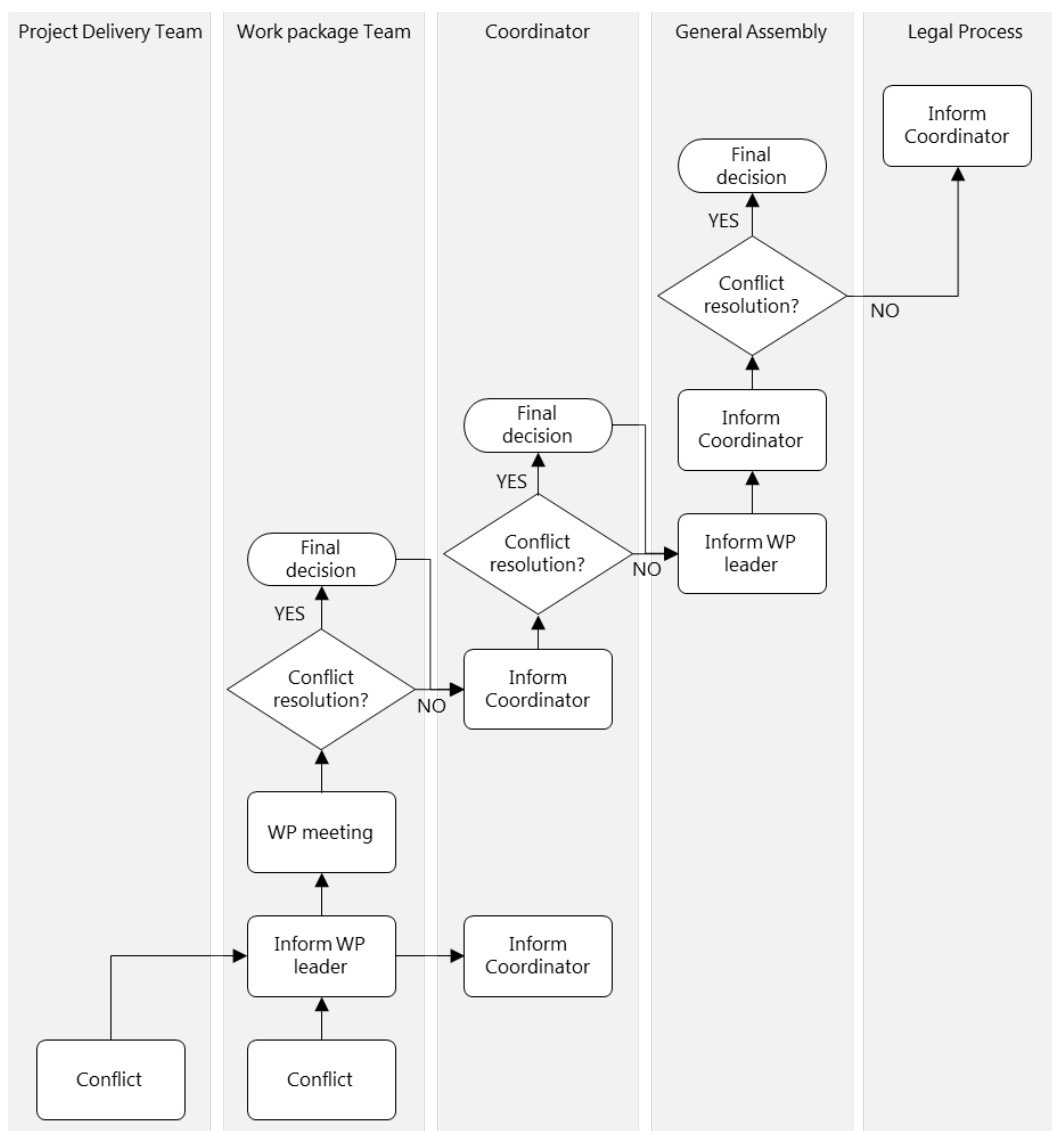 Project Delivery Team
Work package Team
Coordinator
General Assembly
Legal Process
Inform
Coordinator
Final
decision
YES
Conflict
resolution?
NO
Inform
Coordinator
Final
decision
YES
Conflict
resolution?
NO
Inform WP
leader
Final
decision
YES
Conflict
resolution?
NO
Inform
Coordinator
WP meeting
Inform WP
leader
Inform
Coordinator
Conflict
Conflict